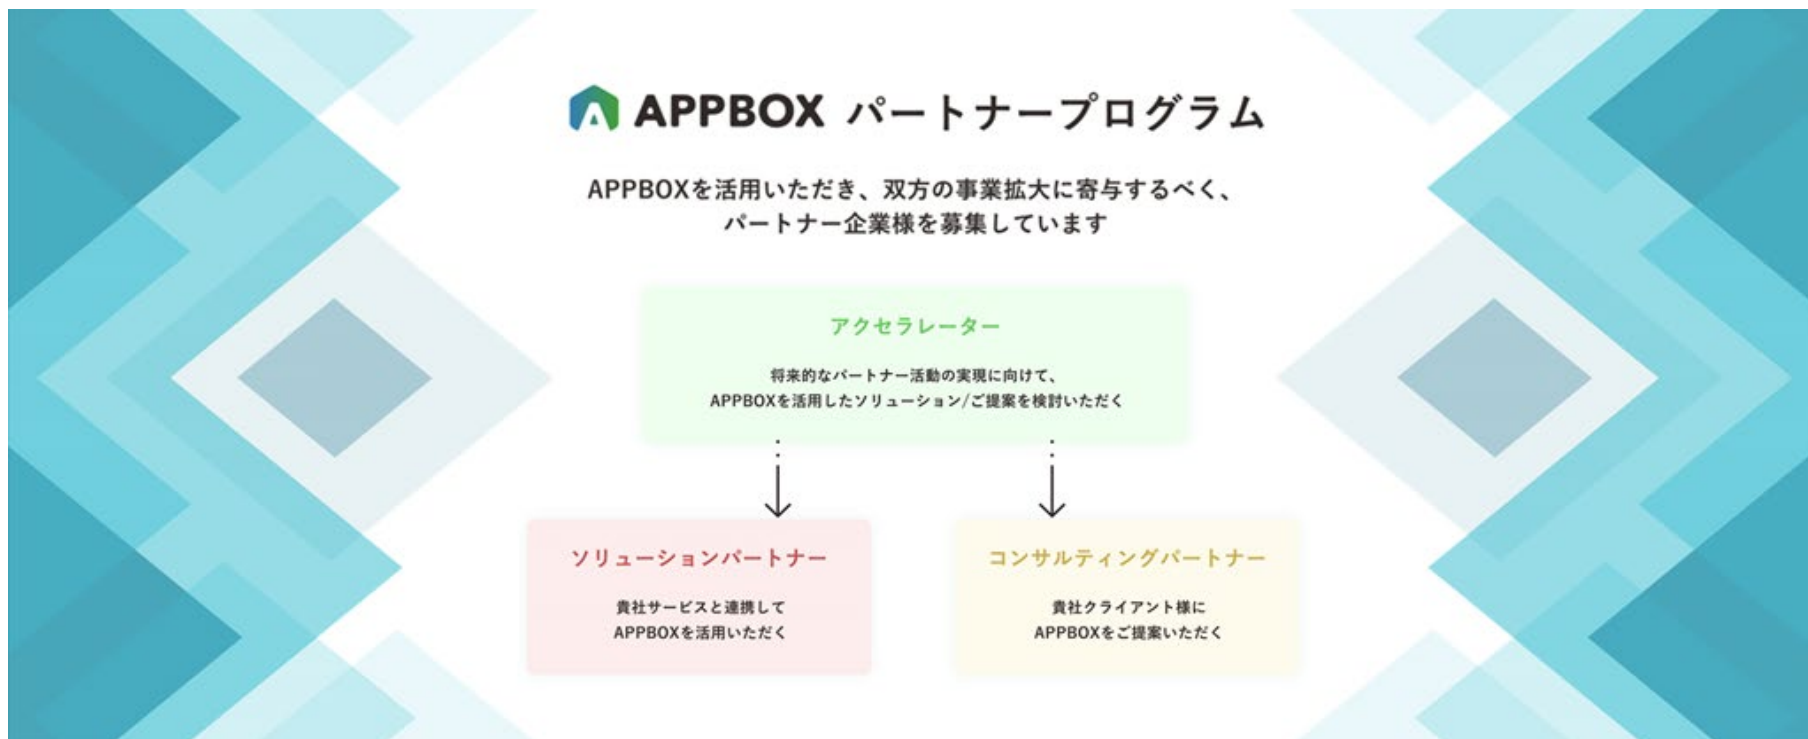 APPBOX パートナープログラム
APPBOXを活用いただき、双方の事業拡大に寄与するべく、
パートナー企業様を募集しています
アクセラレーター
将来的なパートナー活動の実現に向けて、
APPBOXを活用したソリューション/ご提案を検討いただく
ソリューションパートナー
貴社サービスと連携して
APPBOXを活用いただく
コンサルティングパートナー
貴社クライアント様に
APPBOXをご提案いただく